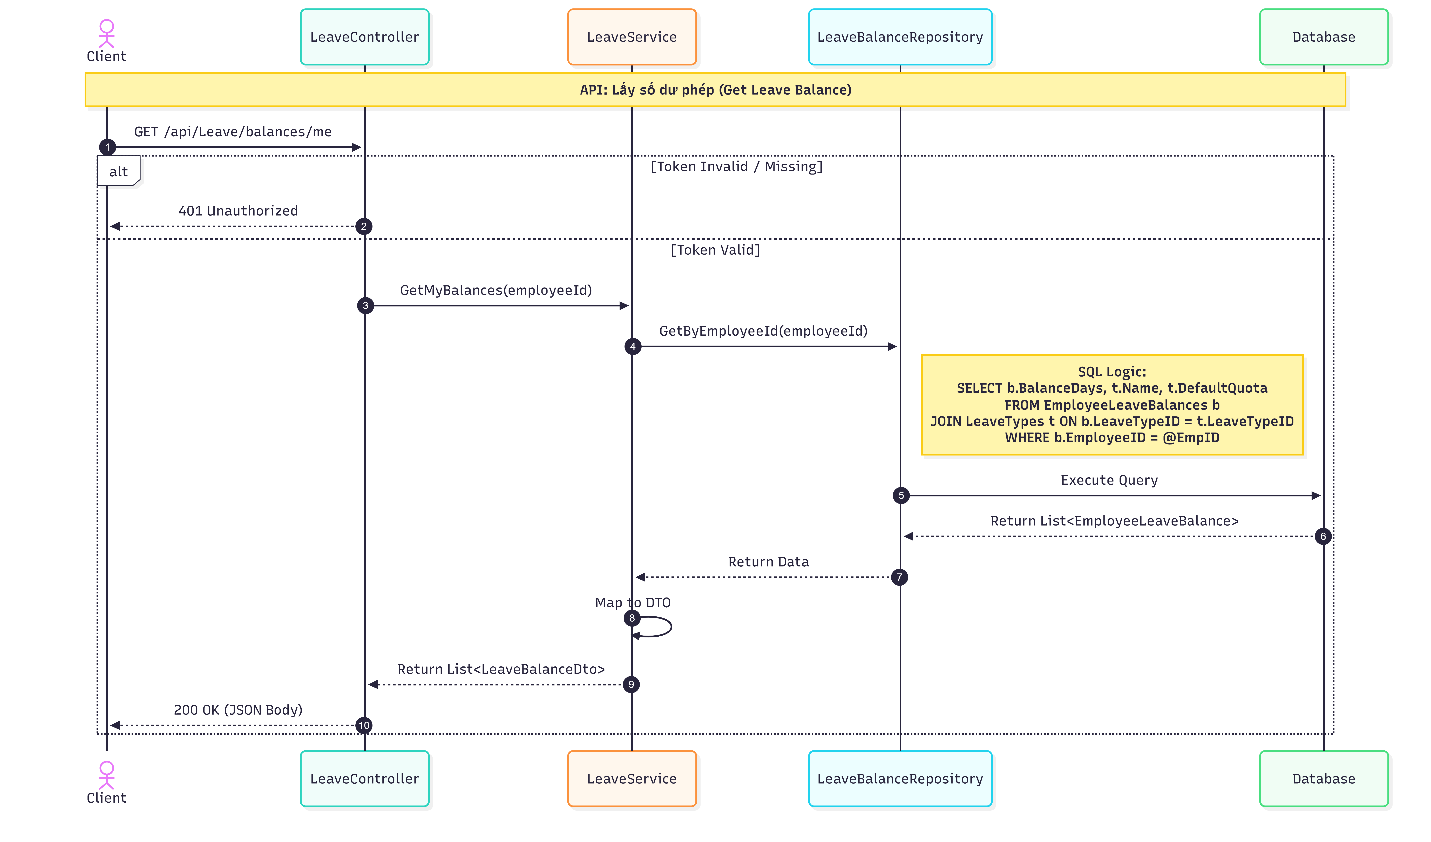 Client
LeaveController
LeaveService
LeaveBalanceRepository
Database
API: Lấy số dư phép (Get Leave Balance)
GET /api/Leave/balances/me
1
alt
[Token Invalid / Missing]
401 Unauthorized
2
[Token Valid]
GetMyBalances(employeeId)
3
GetByEmployeeId(employeeId)
4
SQL Logic:
SELECT b.BalanceDays, t.Name, t.DefaultQuota
FROM EmployeeLeaveBalances b
JOIN LeaveTypes t ON b.LeaveTypeID = t.LeaveTypeID
WHERE b.EmployeeID = @EmpID
Execute Query
5
Return List<EmployeeLeaveBalance>
6
Return Data
7
Map to DTO
8
Return List<LeaveBalanceDto>
9
200 OK (JSON Body)
10
Client
LeaveController
LeaveService
LeaveBalanceRepository
Database